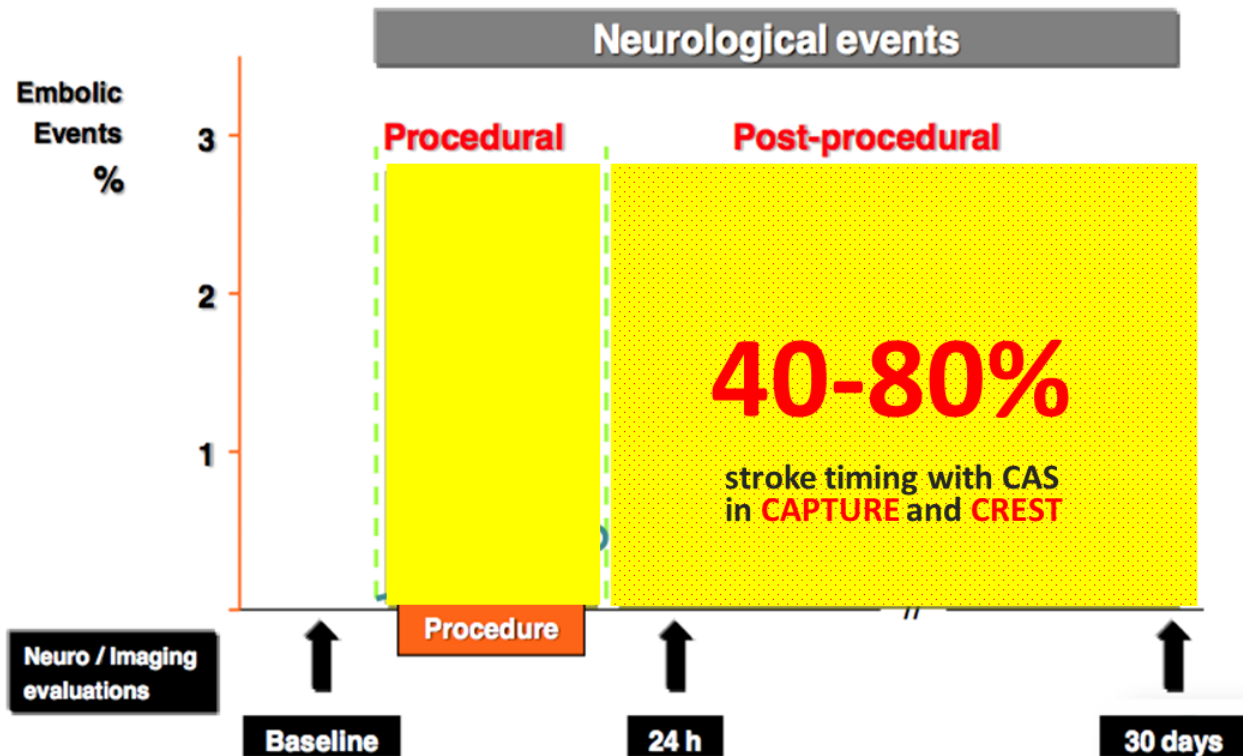 Neurological events
Embolic
Events
%
3
2
1
Procedural
Post-procedural
40-80%
stroke timing with CAS
in CAPTURE and CREST
//
Procedure
Neuro / Imaging
evaluations
Baseline
24 h
30 days